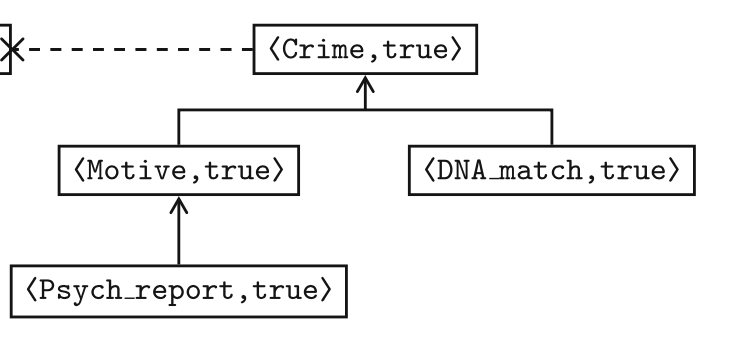 ⟨Crime,true⟩
⟨Motive,true⟩
⟨DNA_match,true⟩
⟨Psych_report,true⟩